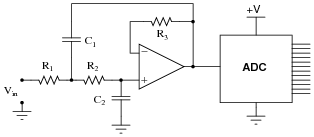 +V
R₃
C₁
−
ADC
R₁ R₂
+
Vᵢₙ
C₂